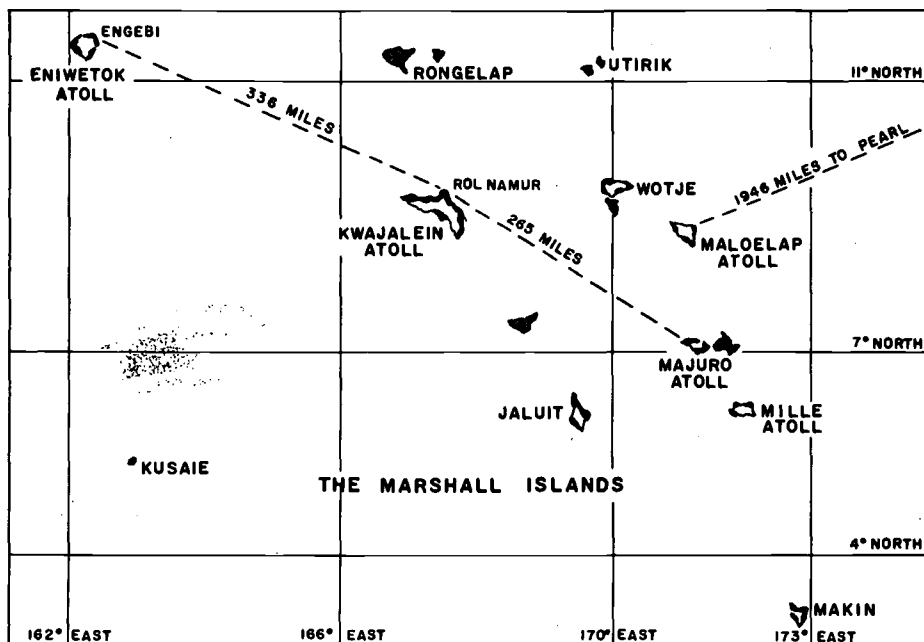 ENGEBI
ENIWETOK
ATOLL
336 MILES
RONGELAP
UTIRIK
11° NORTH
1946 MILES TO PEARL
ROI NAMUR
KWAJALEIN
ATOLL
265 MILES
WOTJE
MALOELAP
ATOLL
7° NORTH
MAJURO
ATOLL
JALUIT
MILLE
ATOLL
KUSAIE
THE MARSHALL ISLANDS
4° NORTH
MAKIN
162° EAST
166° EAST
170° EAST
173° EAST